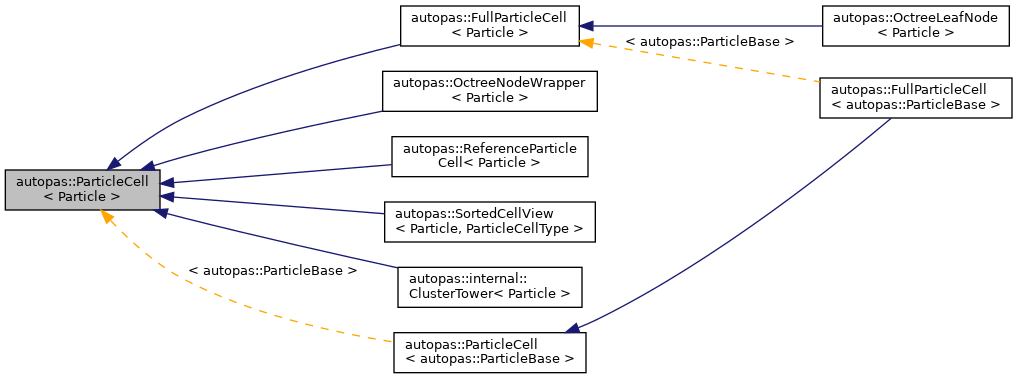 autopas::FullParticleCell
< Particle >
autopas::OctreeLeafNode
< Particle >
< autopas::ParticleBase >
autopas::OctreeNodeWrapper
< Particle >
autopas::FullParticleCell
< autopas::ParticleBase >
autopas::ReferenceParticle
Cell< Particle >
autopas::ParticleCell
< Particle >
autopas::SortedCellView
< Particle, ParticleCellType >
< autopas::ParticleBase >
autopas::internal::
ClusterTower< Particle >
autopas::ParticleCell
< autopas::ParticleBase >